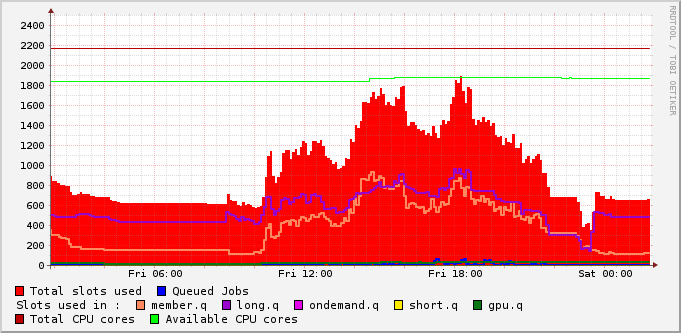 2400
2200
2000
1800
1600
1400
1200
1000
800
600
400
200
0
Fri 06:00 Fri 12:00 Fri 18:00 Sat 00:00
Total slots used Queued Jobs
Slots used in : member.q long.q ondemand.q short.q gpu.q
Total CPU cores Available CPU cores
RRDTOOL / TOBI OETIKER